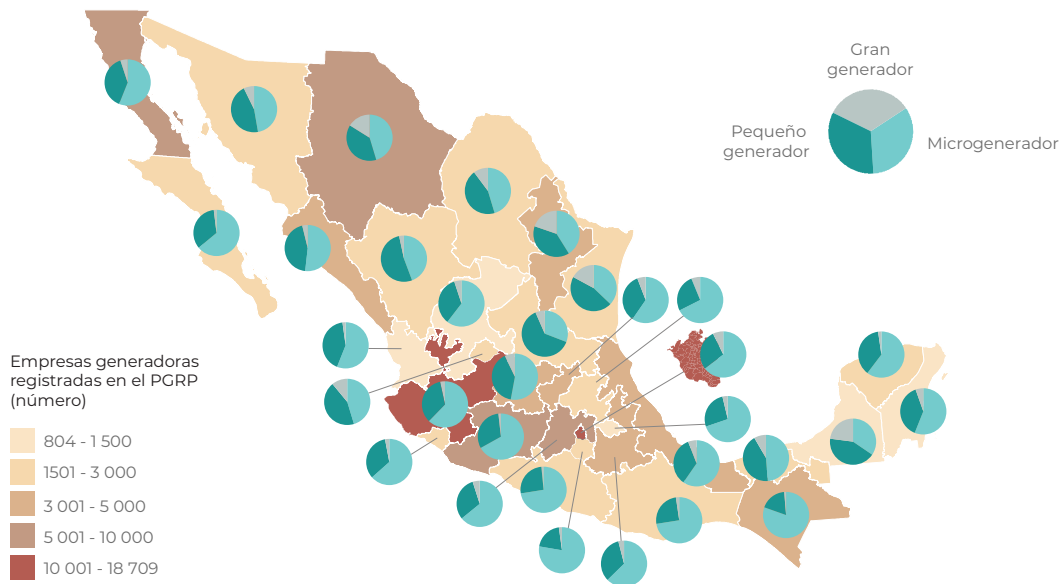 Gran
generador
Pequeño
generador
Microgenerador
Empresas generadoras
registradas en el PGRP
(número)
804 - 1 500
1501 - 3 000
3 001 - 5 000
5 001 - 10 000
10 001 - 18 709